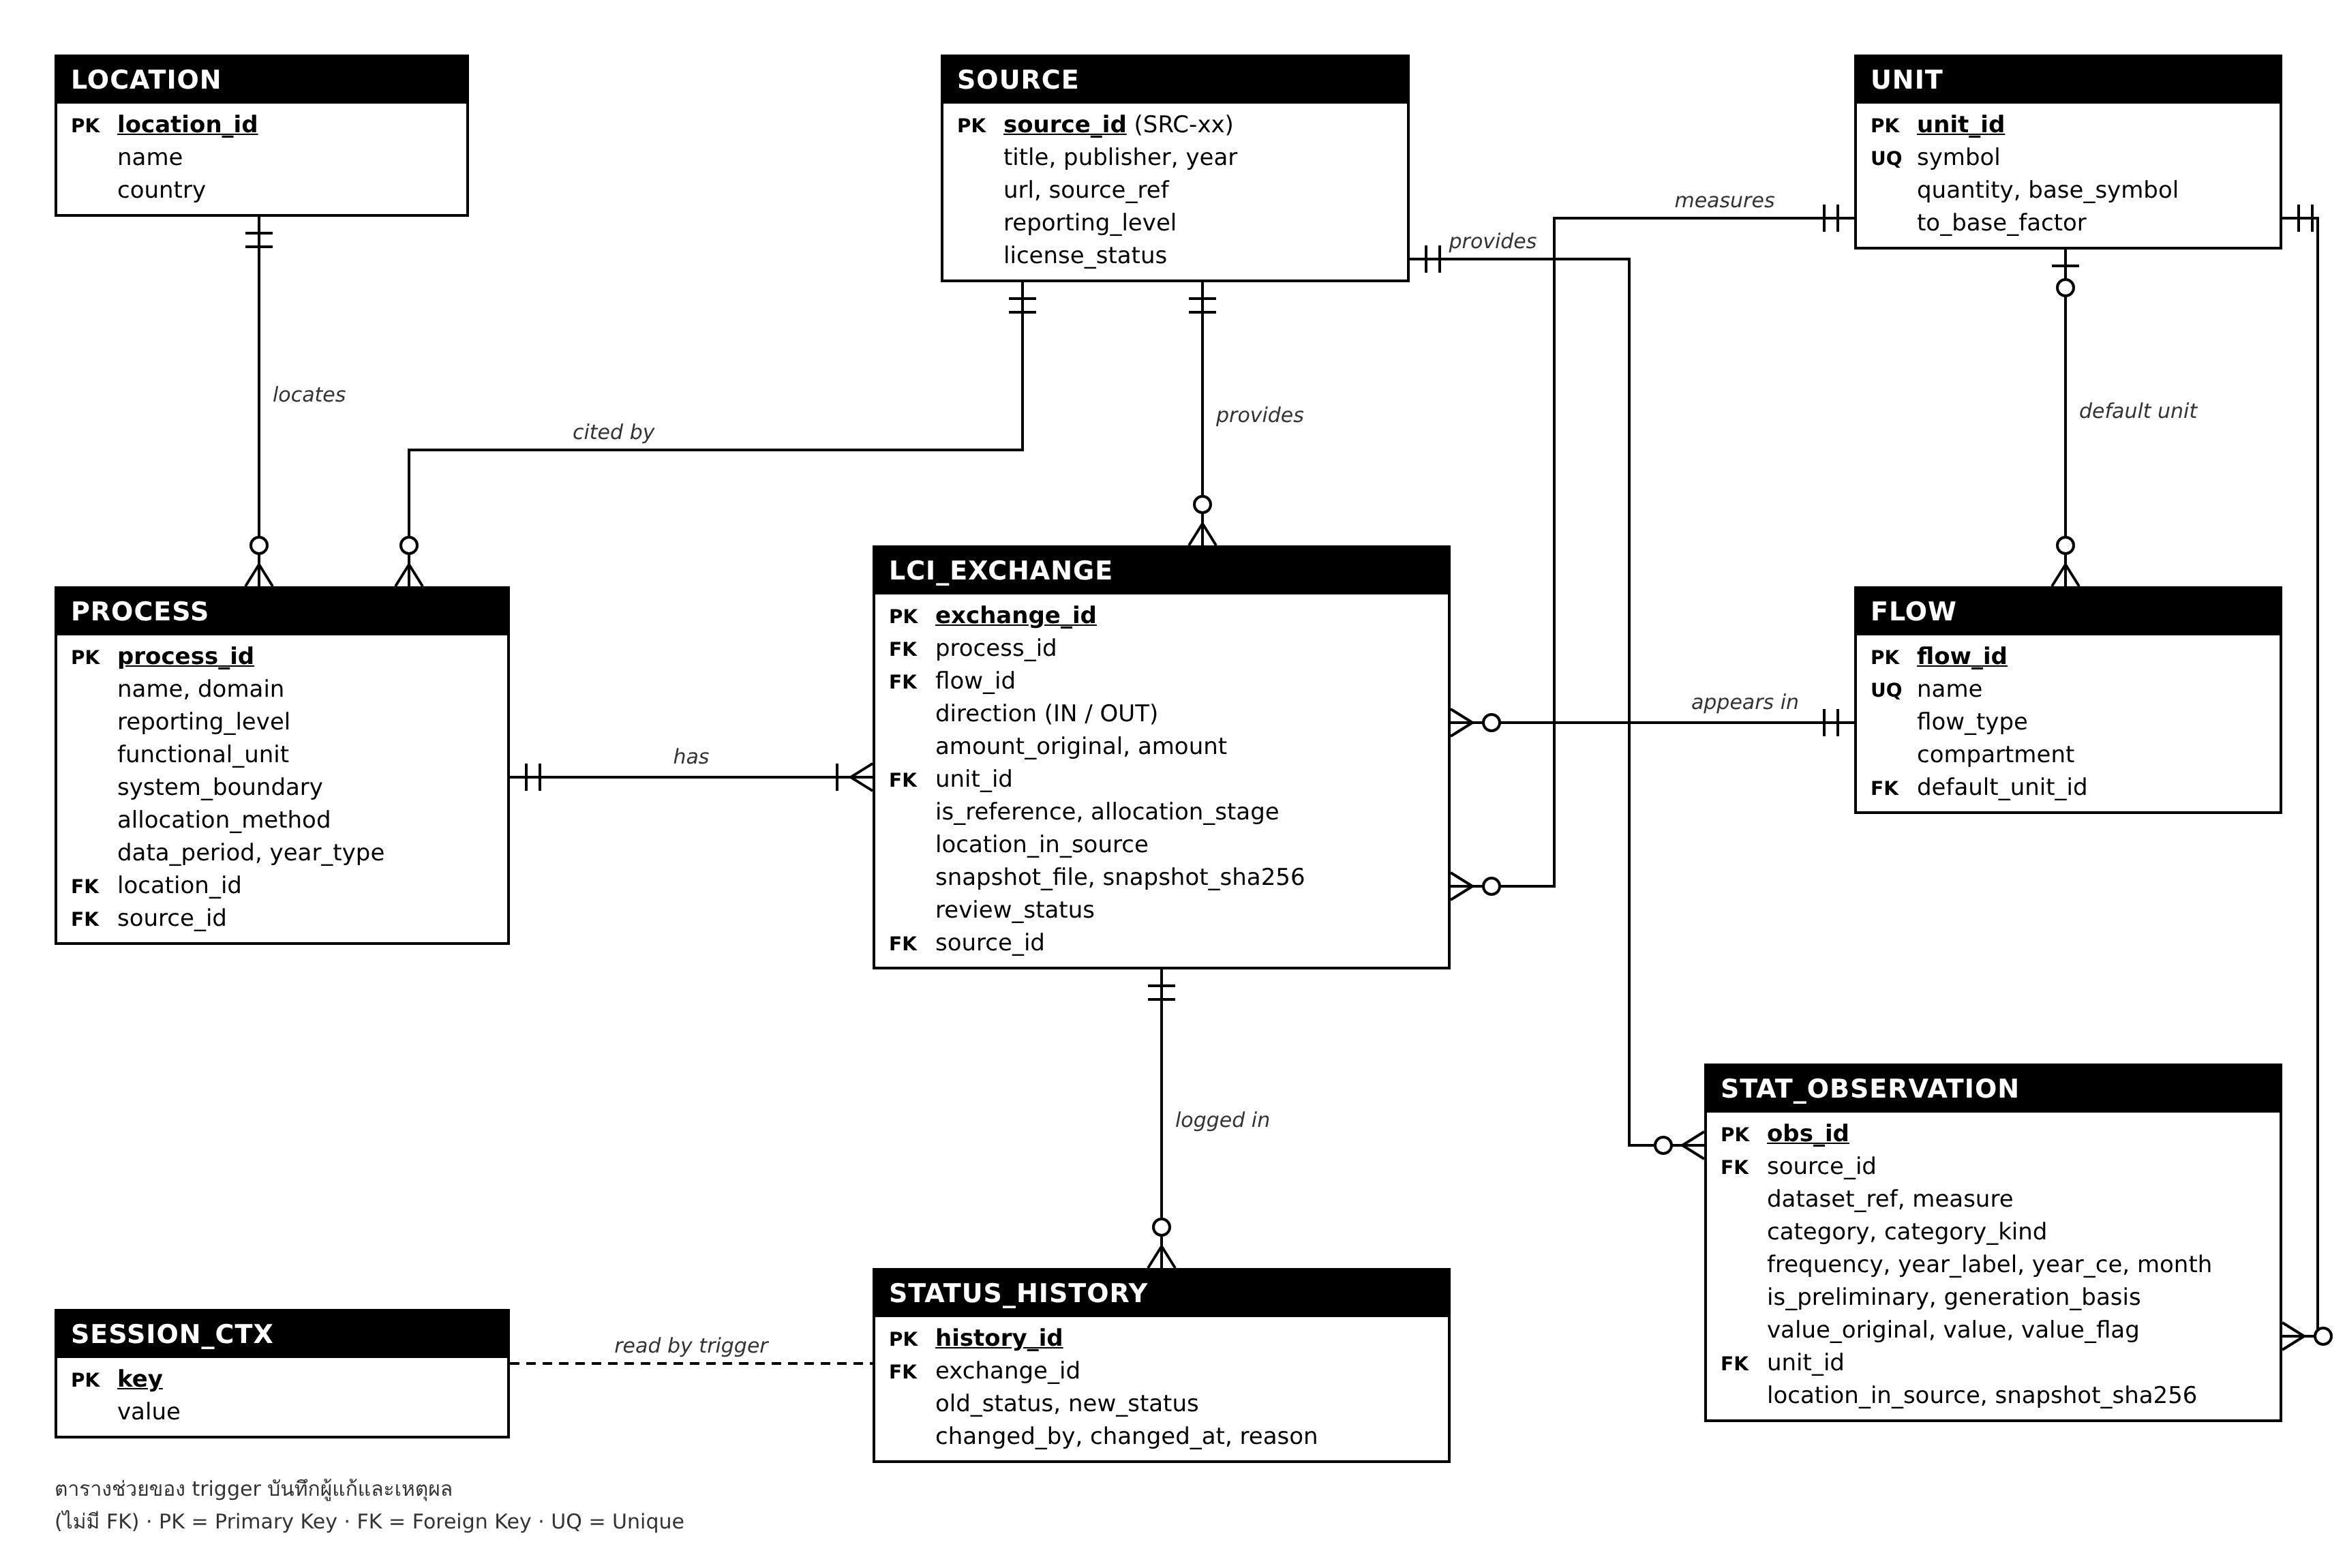 LOCATION
PK location_id
name
country
SOURCE
PK source_id (SRC-xx)
title, publisher, year
url, source_ref
reporting_level
license_status
UNIT
PK unit_id
UQ symbol
quantity, base_symbol
to_base_factor
measures
provides
locates
cited by
provides
default unit
PROCESS
PK process_id
name, domain
reporting_level
functional_unit
system_boundary
allocation_method
data_period, year_type
FK location_id
FK source_id
has
LCI_EXCHANGE
PK exchange_id
FK process_id
FK flow_id
direction (IN / OUT)
amount_original, amount
FK unit_id
is_reference, allocation_stage
location_in_source
snapshot_file, snapshot_sha256
review_status
FK source_id
appears in
FLOW
PK flow_id
UQ name
flow_type
compartment
FK default_unit_id
logged in
STAT_OBSERVATION
PK obs_id
FK source_id
dataset_ref, measure
category, category_kind
frequency, year_label, year_ce, month
is_preliminary, generation_basis
value_original, value, value_flag
FK unit_id
location_in_source, snapshot_sha256
SESSION_CTX
PK key
value
read by trigger
STATUS_HISTORY
PK history_id
FK exchange_id
old_status, new_status
changed_by, changed_at, reason
ตารางช่วยของ trigger บันทึกผู้แก้และเหตุผล
(ไม่มี FK) · PK = Primary Key · FK = Foreign Key · UQ = Unique